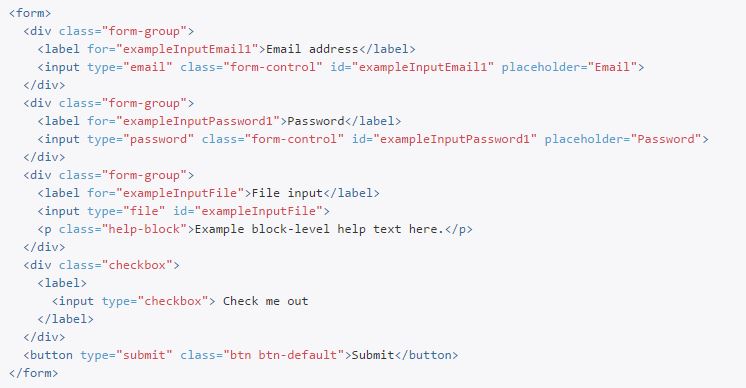 <form>
  <div class="form-group">
    <label for="exampleInputEmail1">Email address</label>
    <input type="email" class="form-control" id="exampleInputEmail1" placeholder="Email">
  </div>
  <div class="form-group">
    <label for="exampleInputPassword1">Password</label>
    <input type="password" class="form-control" id="exampleInputPassword1" placeholder="Password">
  </div>
  <div class="form-group">
    <label for="exampleInputFile">File input</label>
    <input type="file" id="exampleInputFile">
    <p class="help-block">Example block-level help text here.</p>
  </div>
  <div class="checkbox">
    <label>
      <input type="checkbox"> Check me out
    </label>
  </div>
  <button type="submit" class="btn btn-default">Submit</button>
</form>